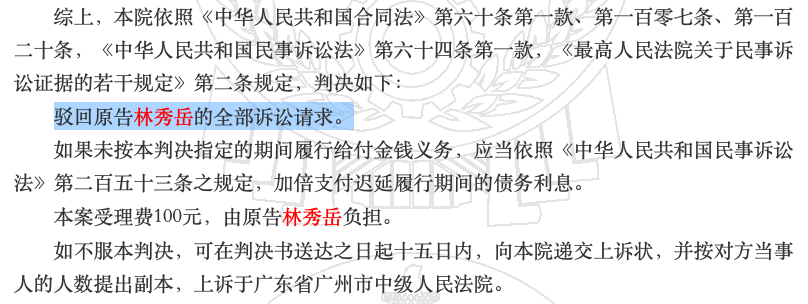 综上，本院依照《中华人民共和国合同法》第六十条第一款、第一百零七条、第一百
二十条，《中华人民共和国民事诉讼法》第六十四条第一款，《最高人民法院关于民事诉
讼证据的若干规定》第二条规定，判决如下：
驳回原告林秀岳的全部诉讼请求。
如果未按本判决指定的期间履行给付金钱义务，应当依照《中华人民共和国民事诉讼
法》第二百五十三条之规定，加倍支付迟延履行期间的债务利息。
本案受理费100元，由原告林秀岳负担。
如不服本判决，可在判决书送达之日起十五日内，向本院递交上诉状，并按对方当事
人的人数提出副本，上诉于广东省广州市中级人民法院。